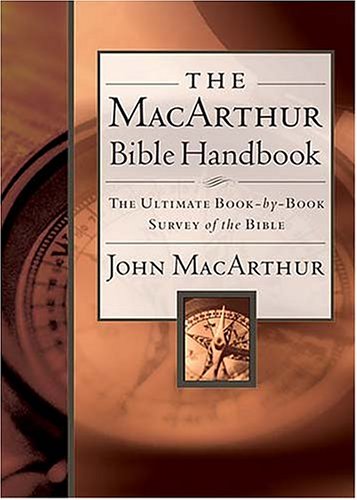 THE
MACARTHUR
Bible Handbook
THE ULTIMATE BOOK-by-BOOK
SURVEY of the BIBLE
JOHN MACARTHUR